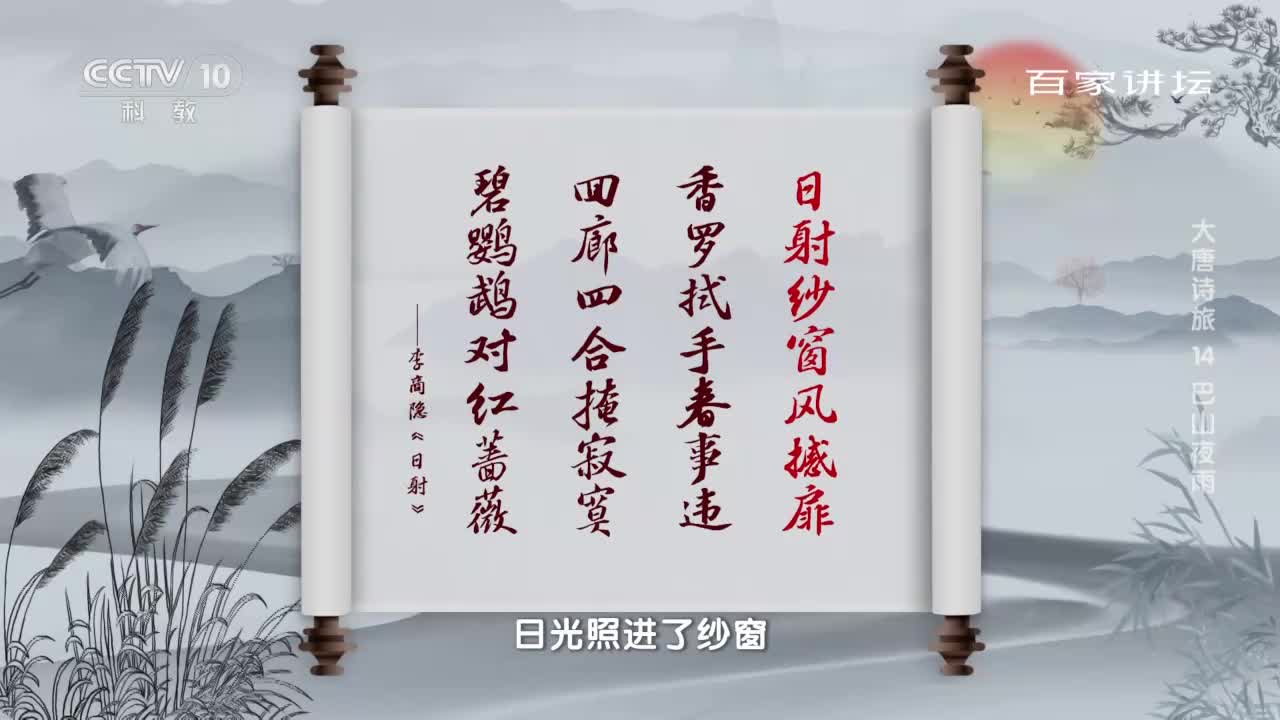 CCTV 10
科教
百家讲坛
大唐诗旅 14 巴山夜雨
日射纱窗风撼扉
香罗拭手春事违
回廊四合掩寂寞
碧鹦鹉对红蔷薇
——李商隐《日射》
日光照进了纱窗